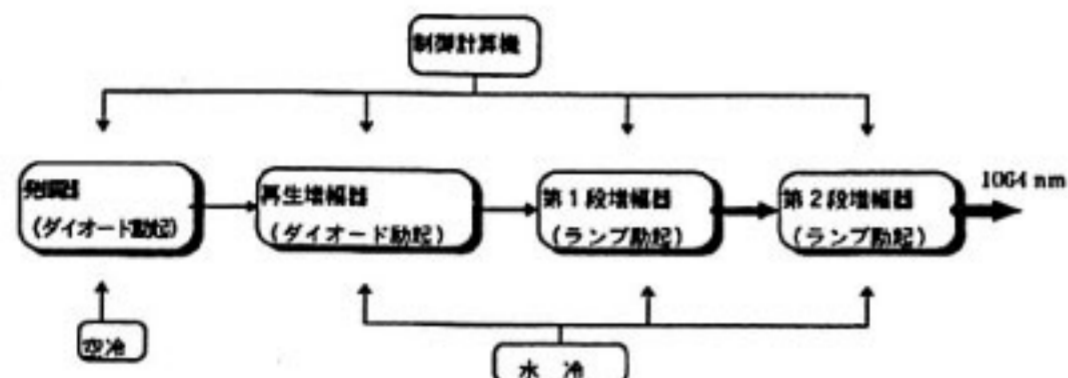 制御計算機
発振器
(ダイオード励起)
再生増幅器
(ダイオード励起)
第1段増幅器
(ランプ励起)
第2段増幅器
(ランプ励起)
1064 nm
空冷
水 冷